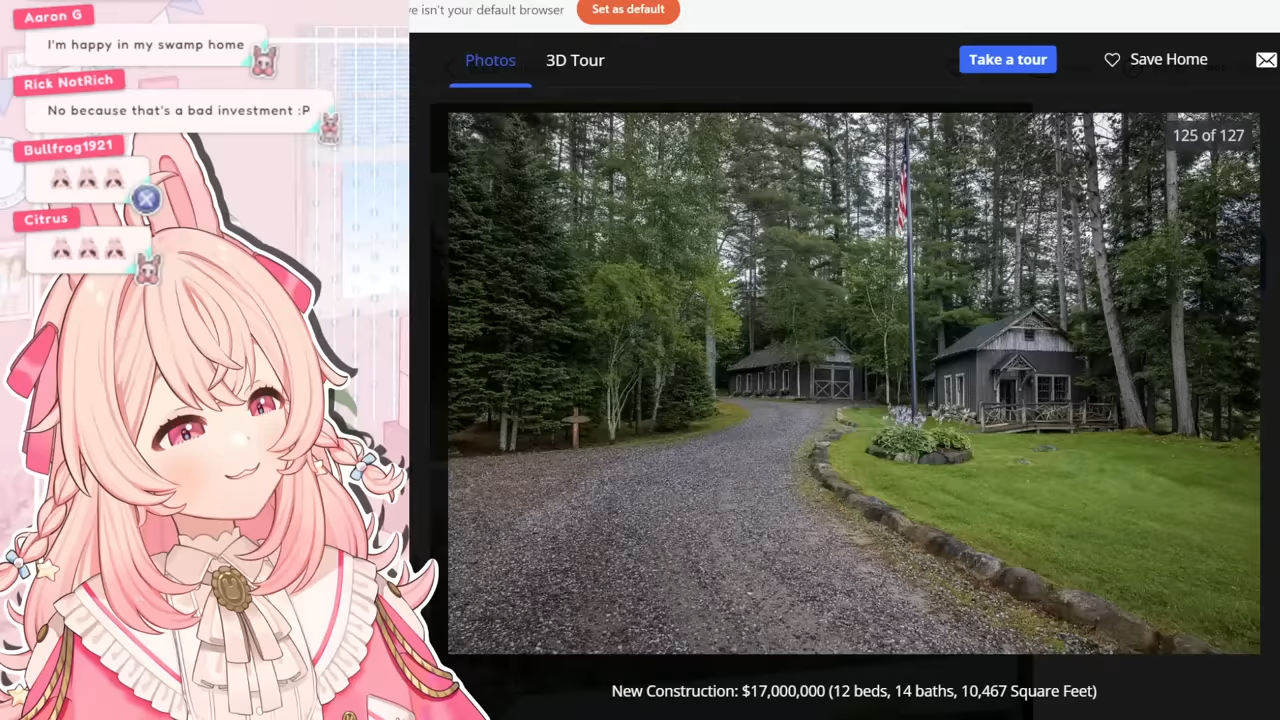 Aaron G
I'm happy in my swamp home
Rick NotRich
No because that's a bad investment :P
Bullfrog1921
Citrus
isn't your default browser
Set as default
Photos
3D Tour
Take a tour
Save Home
125 of 127
New Construction: $17,000,000 (12 beds, 14 baths, 10,467 Square Feet)